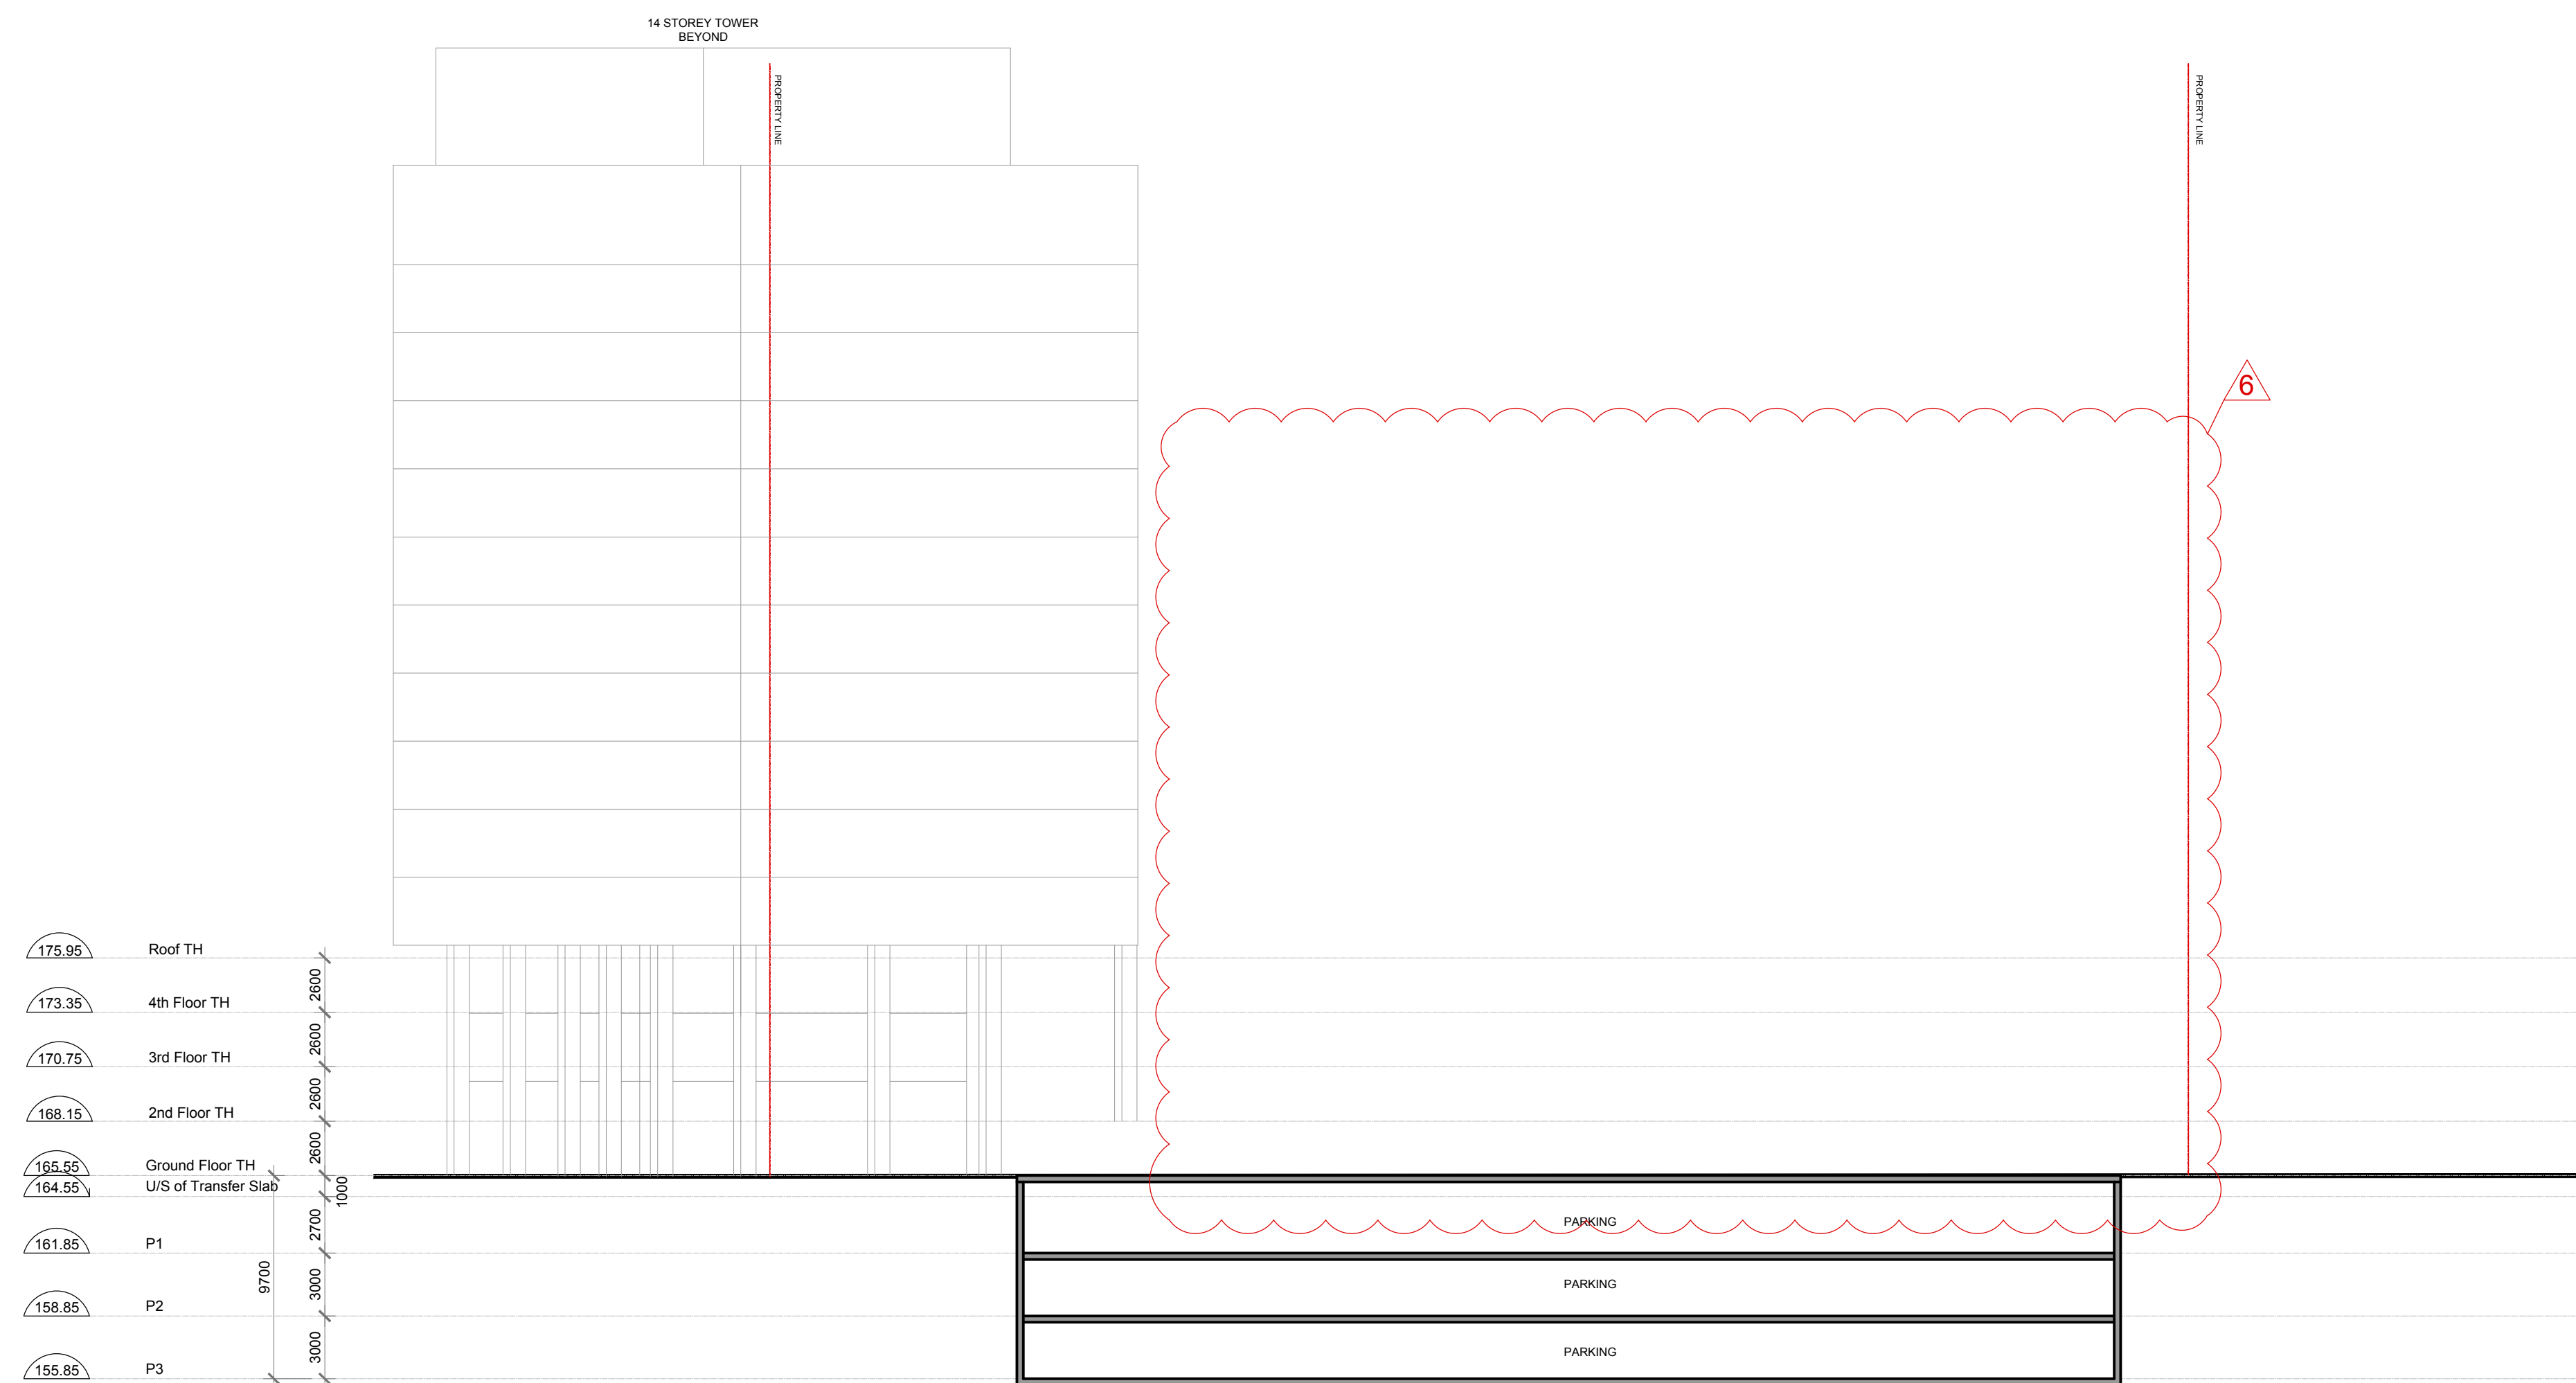 14 STOREY TOWER
BEYOND
PROPERTY LINE
PROPERTY LINE
6
175.95 Roof TH
2600
173.35 4th Floor TH
2600
170.75 3rd Floor TH
2600
168.15 2nd Floor TH
2600
165.55 Ground Floor TH
164.55 U/S of Transfer Slab
1000
2700
PARKING
161.85 P1
9700
3000
PARKING
158.85 P2
3000
PARKING
155.85 P3